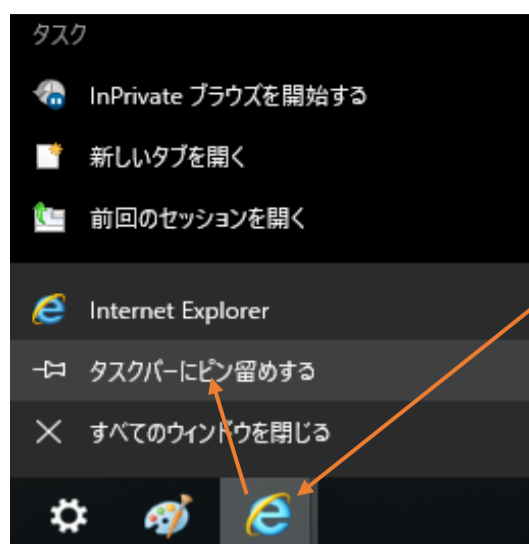 タスク
InPrivate ブラウズを開始する
新しいタブを開く
前回のセッションを開く
Internet Explorer
タスクバーにピン留めする
すべてのウィンドウを閉じる